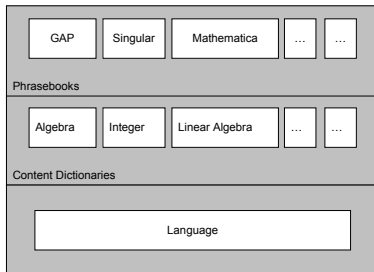 GAP Singular Mathematica … …
Phrasebooks
Algebra Integer Linear Algebra … …
Content Dictionaries
Language